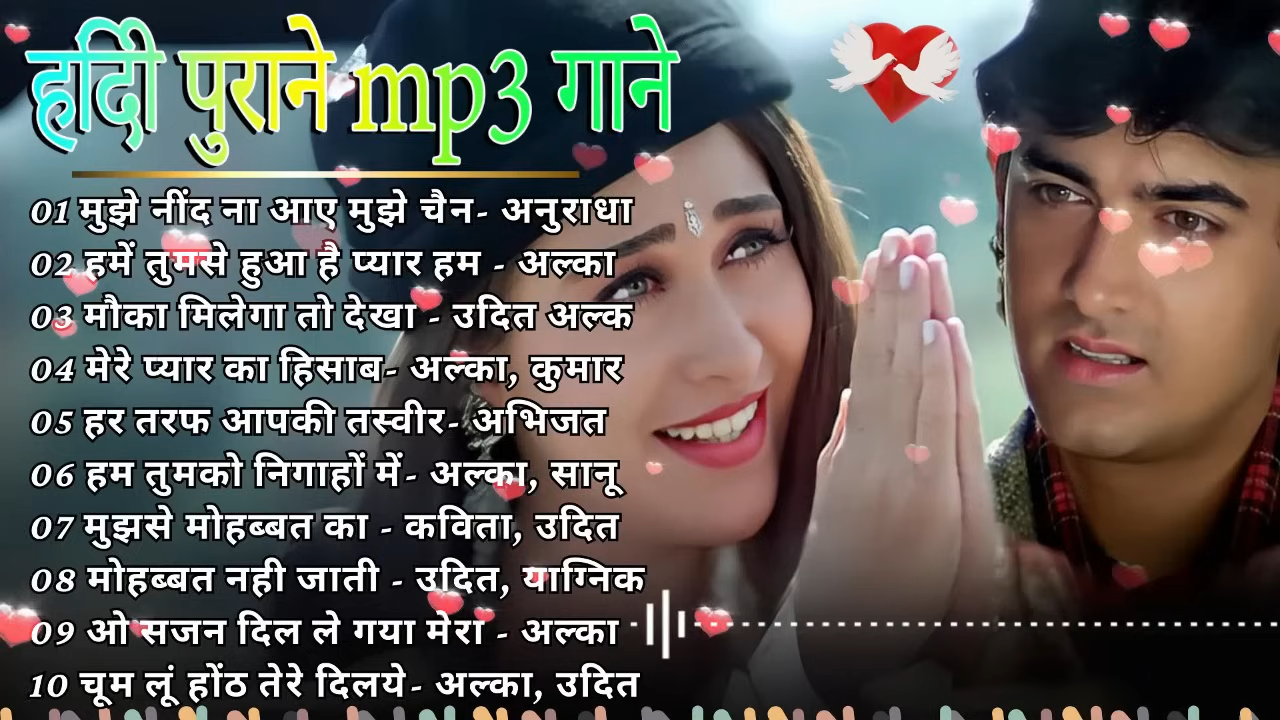 हिंदी पुराने mp3 गाने
01 मुझे नींद ना आए मुझे चैन- अनुराधा
02 हमें तुमसे हुआ है प्यार हम - अल्का
03 मौका मिलेगा तो देखा - उदित अल्क
04 मेरे प्यार का हिसाब- अल्का, कुमार
05 हर तरफ आपकी तस्वीर- अभिजत
06 हम तुमको निगाहों में- अल्का, सानू
07 मुझसे मोहब्बत का - कविता, उदित
08 मोहब्बत नही जाती - उदित, याग्निक
09 ओ सजन दिल ले गया मेरा - अल्का
10 चूम लूं होंठ तेरे दिलये- अल्का, उदित